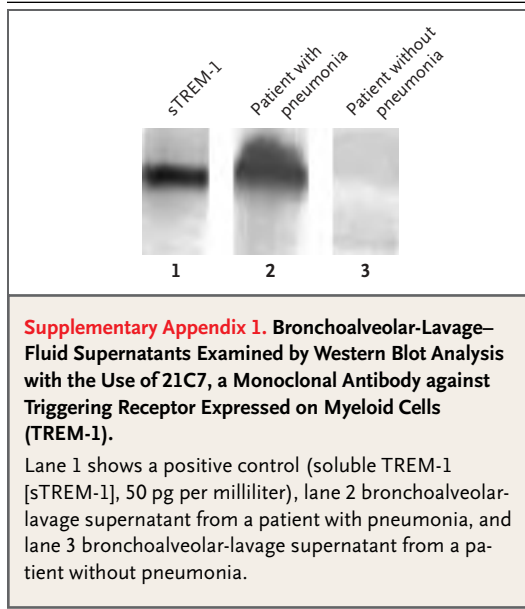 sTREM-1
Patient with
pneumonia
Patient without
pneumonia
1 2 3
Supplementary Appendix 1. Bronchoalveolar-Lavage–
Fluid Supernatants Examined by Western Blot Analysis
with the Use of 21C7, a Monoclonal Antibody against
Triggering Receptor Expressed on Myeloid Cells
(TREM-1).
Lane 1 shows a positive control (soluble TREM-1
[sTREM-1], 50 pg per milliliter), lane 2 bronchoalveolar-
lavage supernatant from a patient with pneumonia, and
lane 3 bronchoalveolar-lavage supernatant from a pa-
tient without pneumonia.